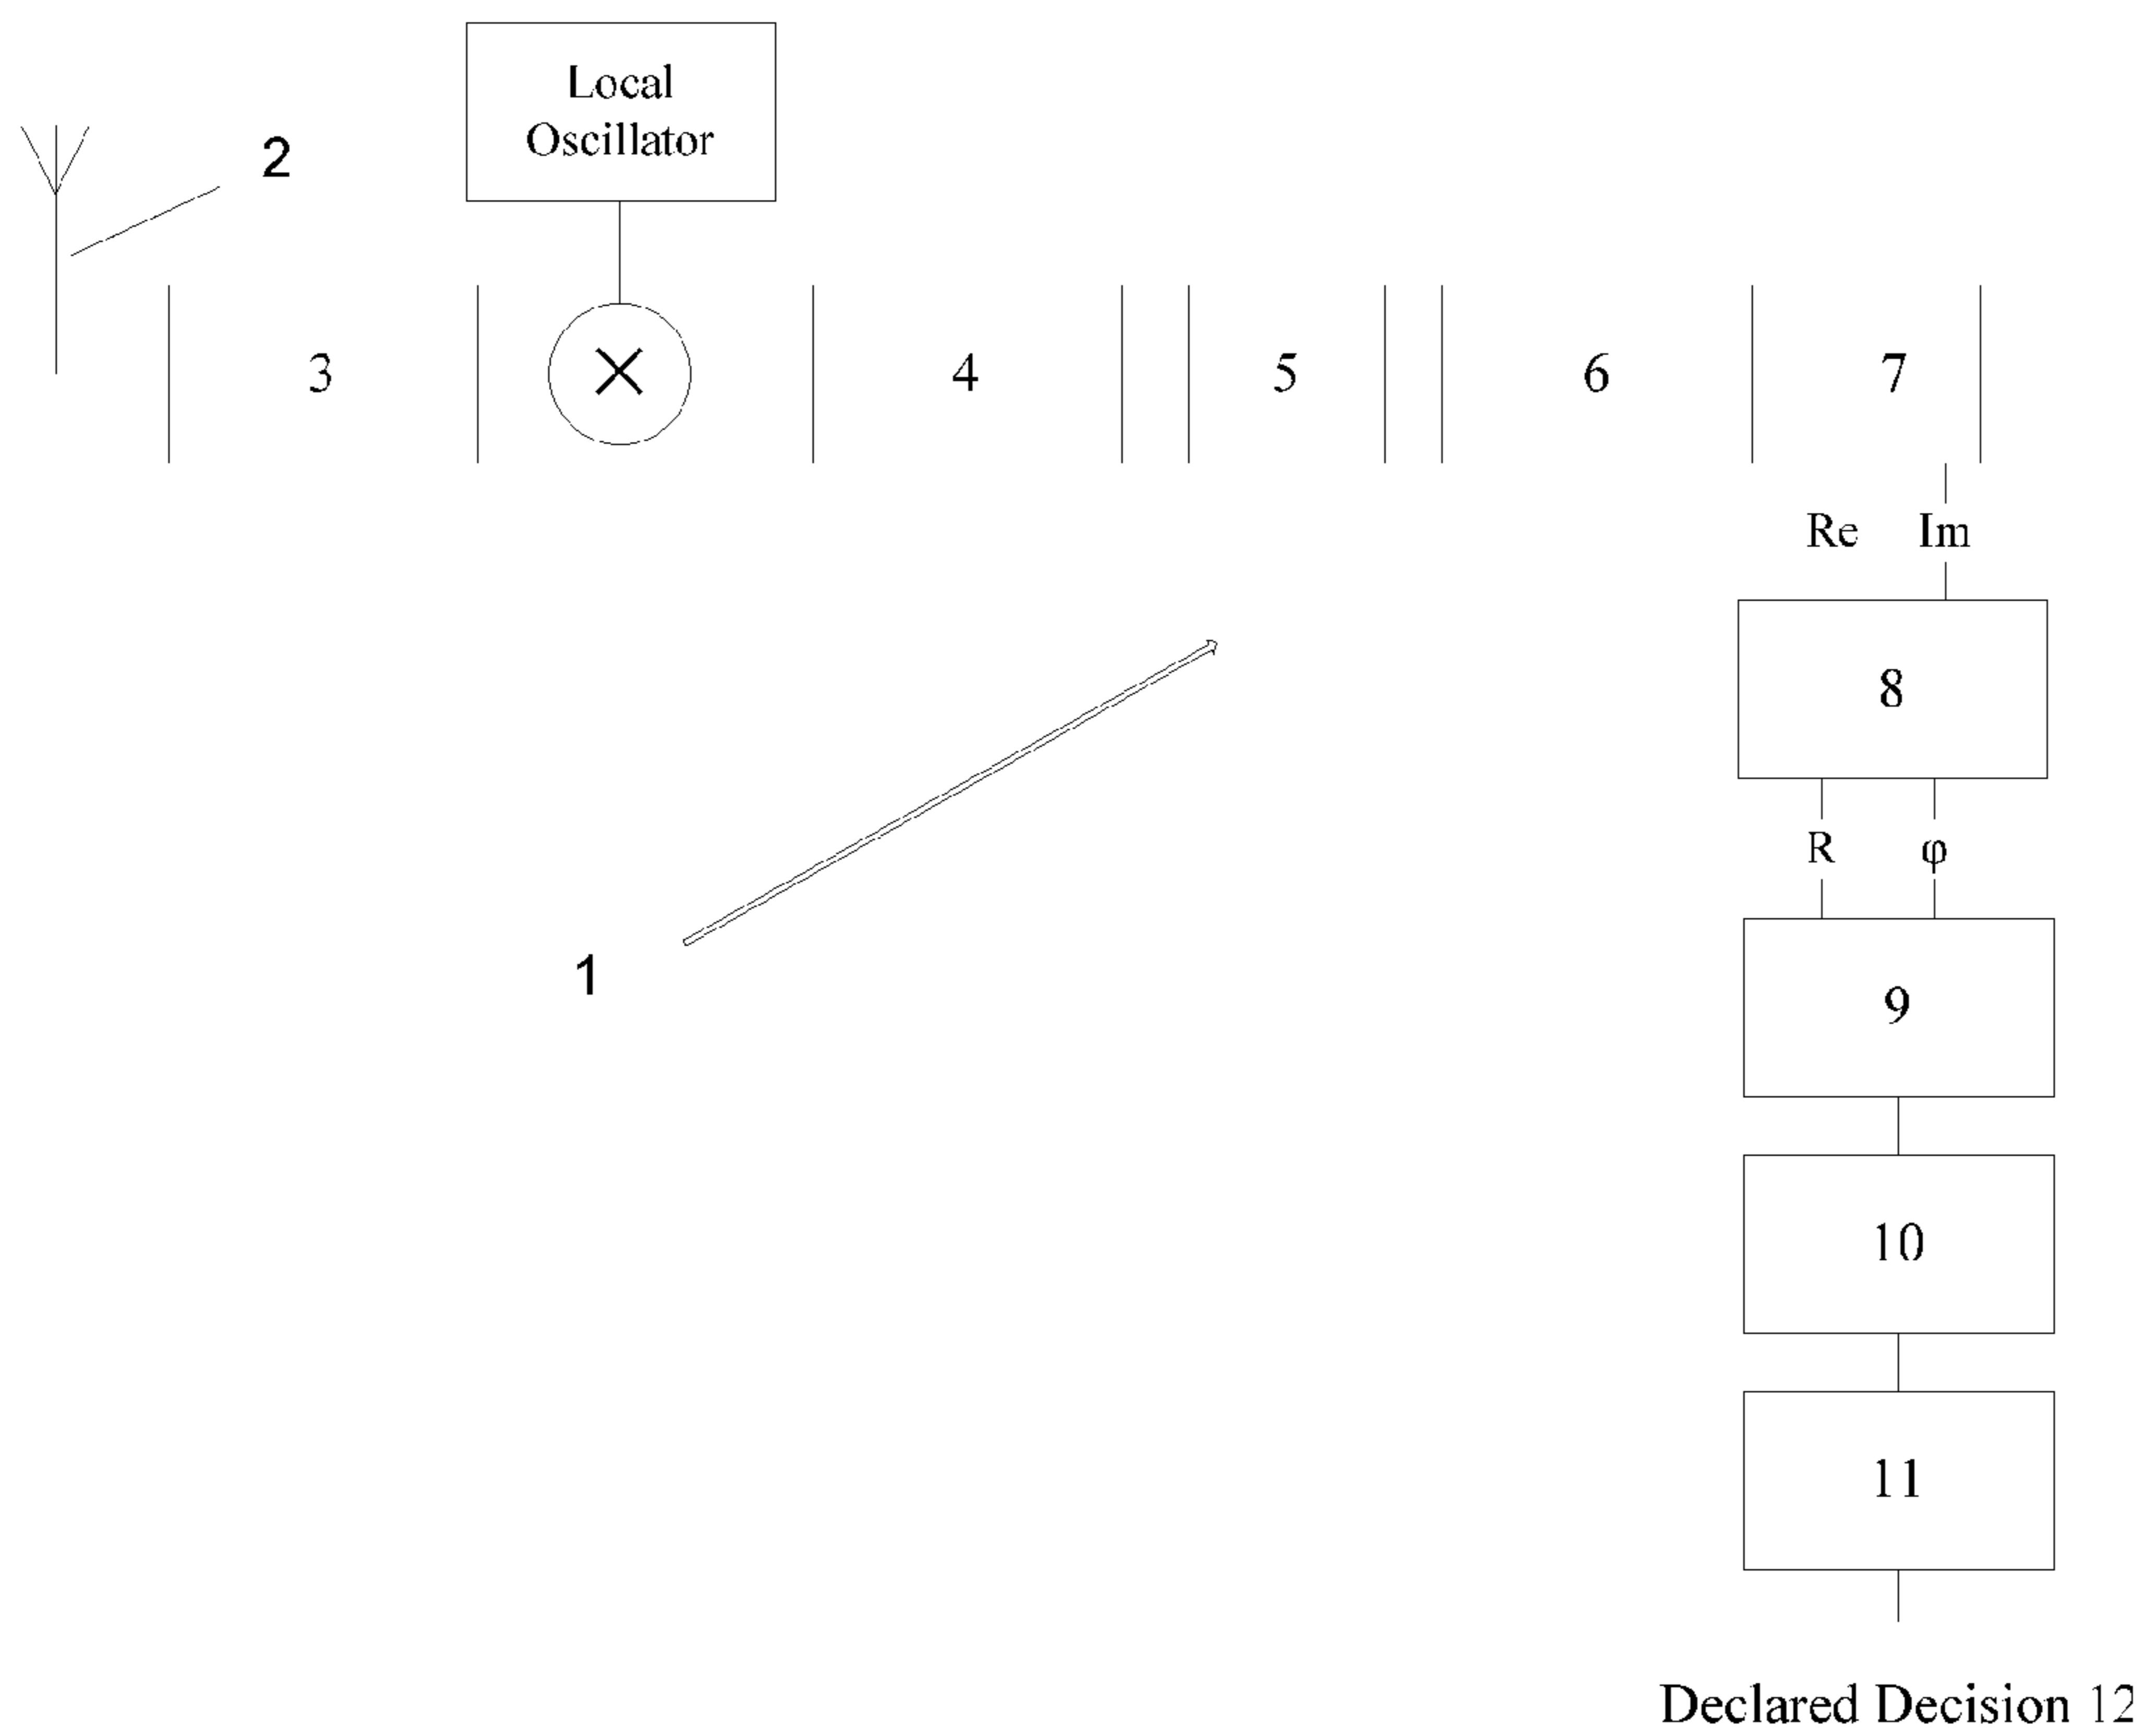 Local
Oscillator
2
3
×
4
5
6
7
Re Im
8
R φ
9
1
10
11
Declared Decision 12